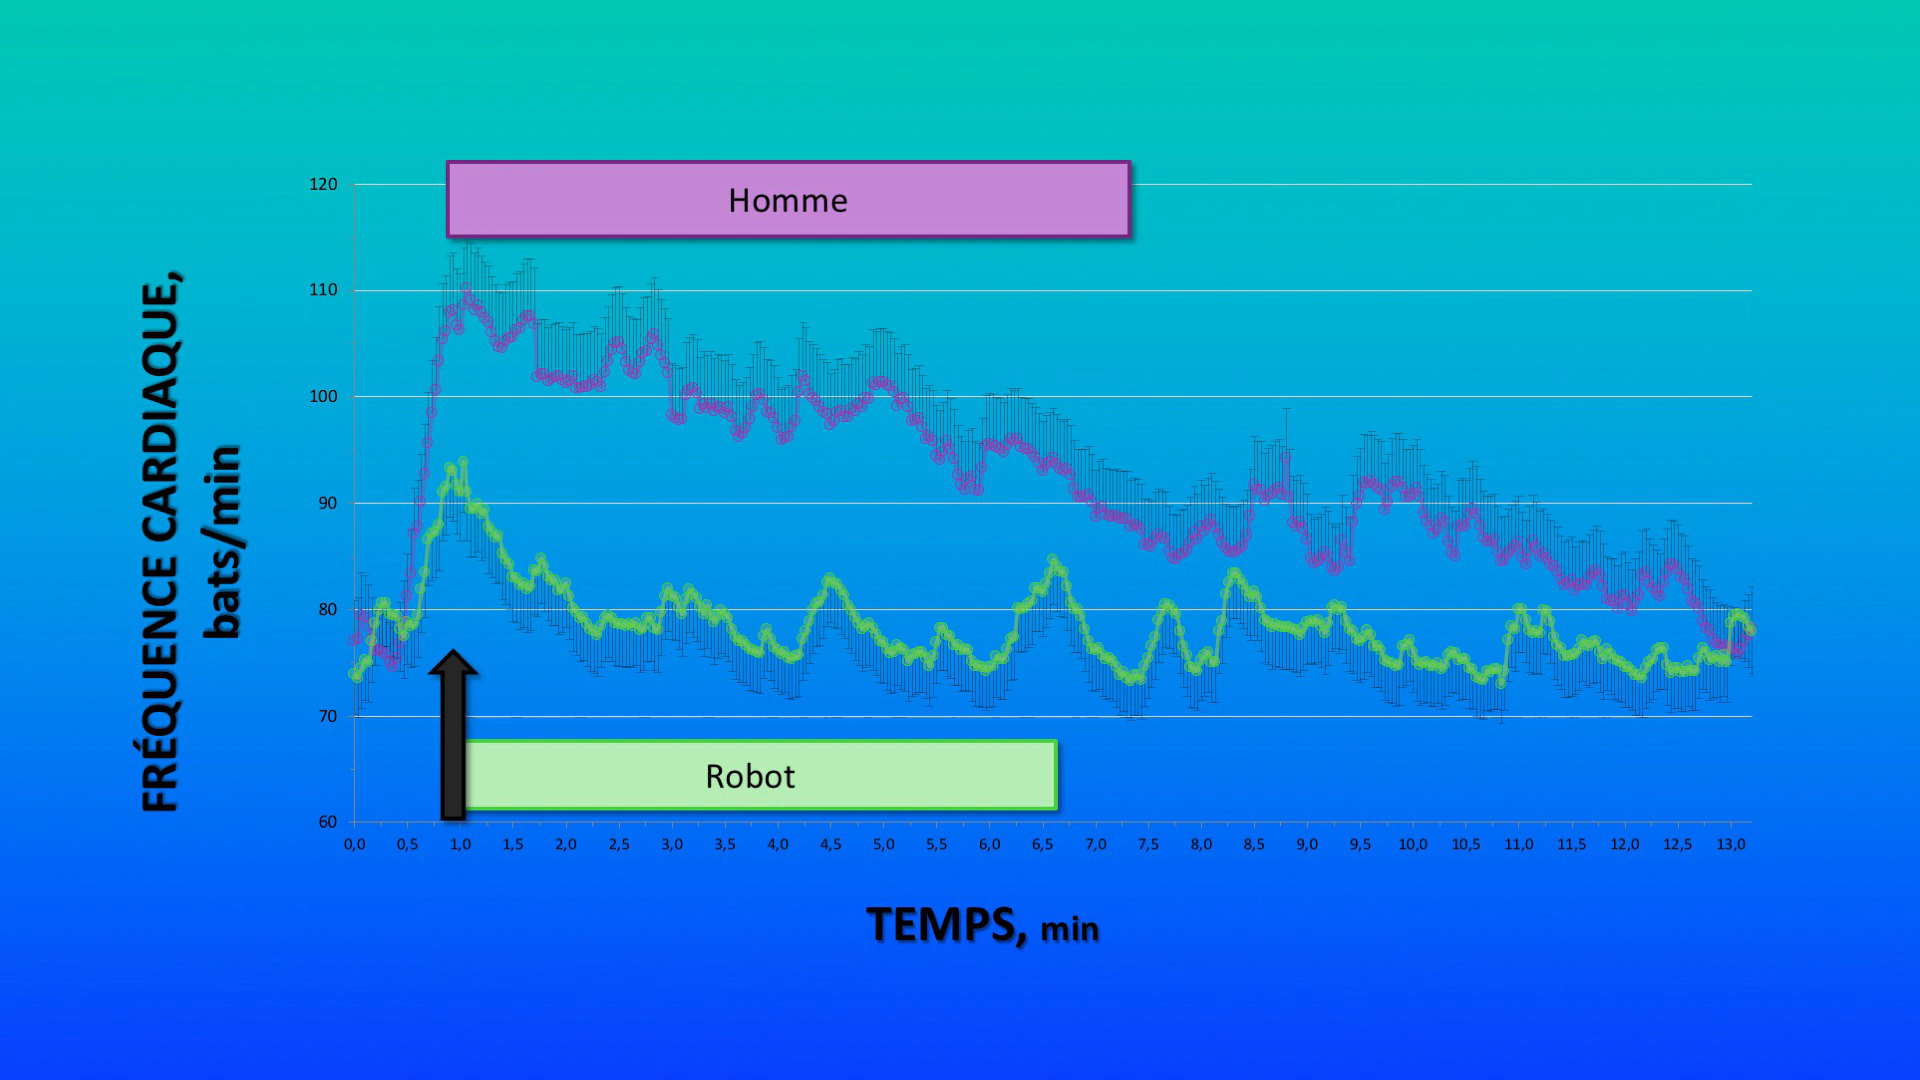 Homme
120
110
100
90
80
70
60
FRÉQUENCE CARDIAQUE,
bats/min
Robot
0,0 0,5 1,0 1,5 2,0 2,5 3,0 3,5 4,0 4,5 5,0 5,5 6,0 6,5 7,0 7,5 8,0 8,5 9,0 9,5 10,0 10,5 11,0 11,5 12,0 12,5 13,0
TEMPS, min